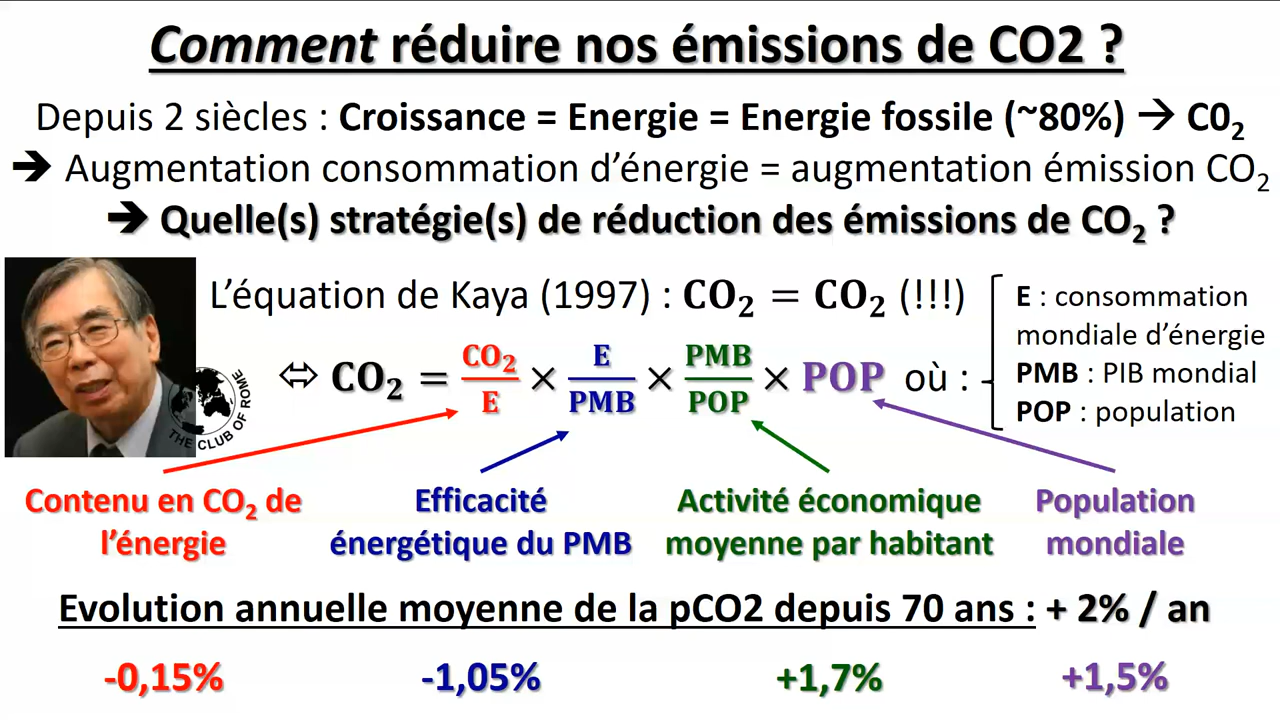 Comment réduire nos émissions de CO2 ?
Depuis 2 siècles : Croissance = Energie = Energie fossile (~80%) → C0₂
➔ Augmentation consommation d’énergie = augmentation émission CO₂
➔ Quelle(s) stratégie(s) de réduction des émissions de CO₂ ?
L’équation de Kaya (1997) : CO₂ = CO₂ (!!!)
⇔ CO₂ = CO₂/E × E/PMB × PMB/POP × POP où :
E : consommation
mondiale d’énergie
PMB : PIB mondial
POP : population
THE CLUB OF ROME
Contenu en CO₂ de
l’énergie
Efficacité
énergétique du PMB
Activité économique
moyenne par habitant
Population
mondiale
Evolution annuelle moyenne de la pCO2 depuis 70 ans : + 2% / an
-0,15% -1,05% +1,7% +1,5%